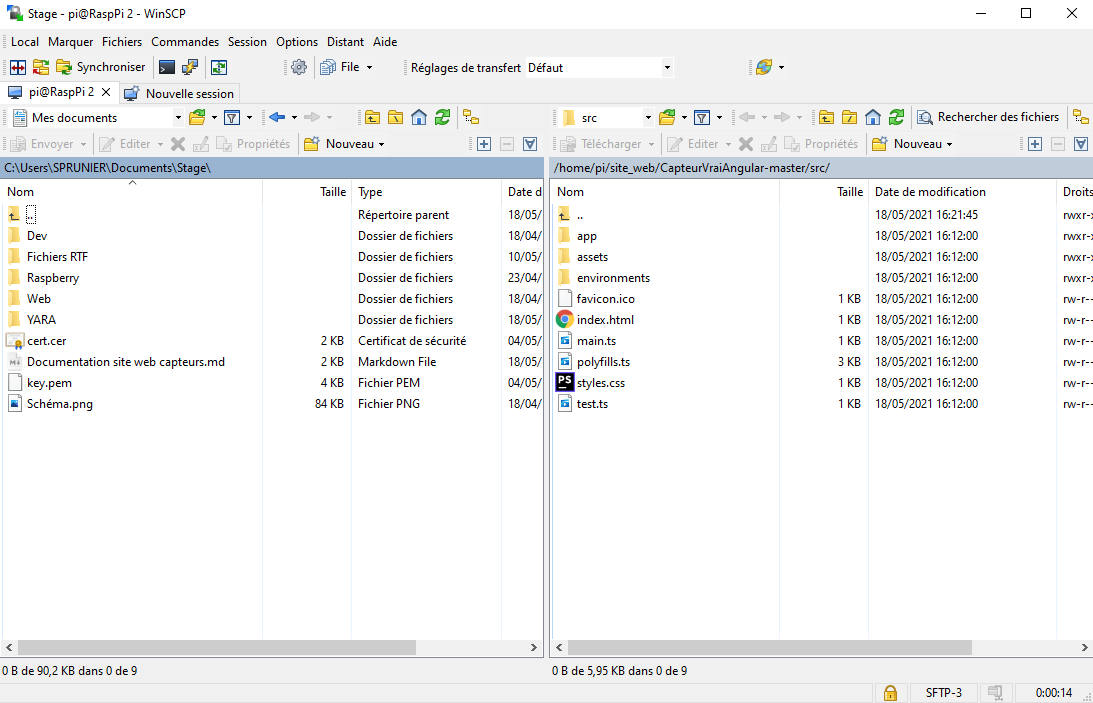 Stage - pi@RaspPi 2 - WinSCP
Local Marquer Fichiers Commandes Session Options Distant Aide
Synchroniser File Réglages de transfert Défaut
pi@RaspPi 2 Nouvelle session
Mes documents src Rechercher des fichiers
Envoyer Editer Propriétés Nouveau Télécharger Editer Propriétés Nouveau
C:\Users\SPRUNIER\Documents\Stage\ /home/pi/site_web/CapteurVraiAngular-master/src/
Nom Taille Type Date d Nom Taille Date de modification Droits
.. Répertoire parent 18/05/ .. 18/05/2021 16:21:45 rwxr-x
Dev Dossier de fichiers 18/04/ app 18/05/2021 16:12:00 rwxr-x
Fichiers RTF Dossier de fichiers 10/05/ assets 18/05/2021 16:12:00 rwxr-x
Raspberry Dossier de fichiers 23/04/ environments 18/05/2021 16:12:00 rwxr-x
Web Dossier de fichiers 18/04/ favicon.ico 1 KB 18/05/2021 16:12:00 rw-r--
YARA Dossier de fichiers 18/05/ index.html 1 KB 18/05/2021 16:12:00 rw-r--
cert.cer 2 KB Certificat de sécurité 04/05/ main.ts 1 KB 18/05/2021 16:12:00 rw-r--
Documentation site web capteurs.md 2 KB Markdown File 18/05/ polyfills.ts 3 KB 18/05/2021 16:12:00 rw-r--
key.pem 4 KB Fichier PEM 04/05/ PS styles.css 1 KB 18/05/2021 16:12:00 rw-r--
Schéma.png 84 KB Fichier PNG 18/04/ test.ts 1 KB 18/05/2021 16:12:00 rw-r--
0 B de 90,2 KB dans 0 de 9 0 B de 5,95 KB dans 0 de 9
SFTP-3 0:00:14